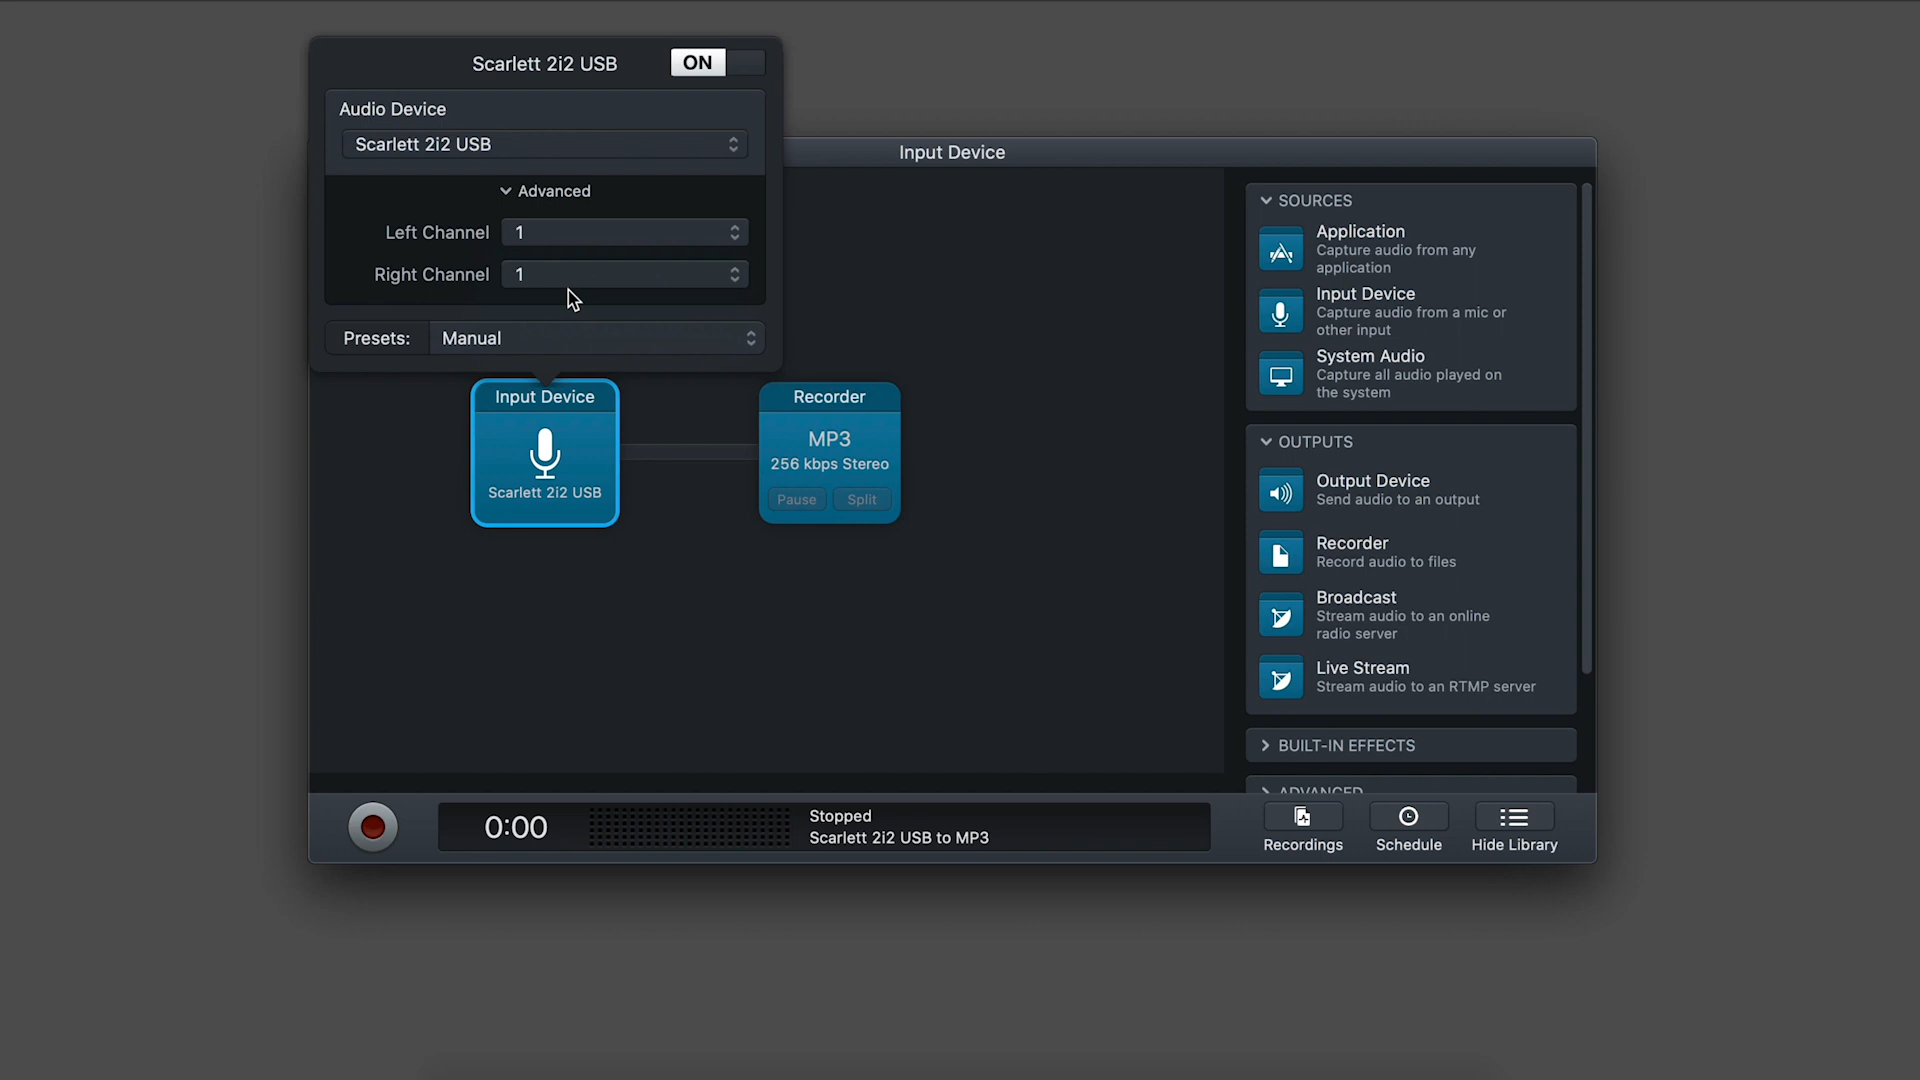 Scarlett 2i2 USB
ON
Audio Device
Scarlett 2i2 USB
Advanced
Left Channel
1
Right Channel
1
Presets:
Manual
Input Device
Input Device
Scarlett 2i2 USB
Recorder
MP3
256 kbps Stereo
Pause
Split
SOURCES
Application
Capture audio from any
application
Input Device
Capture audio from a mic or
other input
System Audio
Capture all audio played on
the system
OUTPUTS
Output Device
Send audio to an output
Recorder
Record audio to files
Broadcast
Stream audio to an online
radio server
Live Stream
Stream audio to an RTMP server
BUILT-IN EFFECTS
ADVANCED
0:00
Stopped
Scarlett 2i2 USB to MP3
Recordings
Schedule
Hide Library